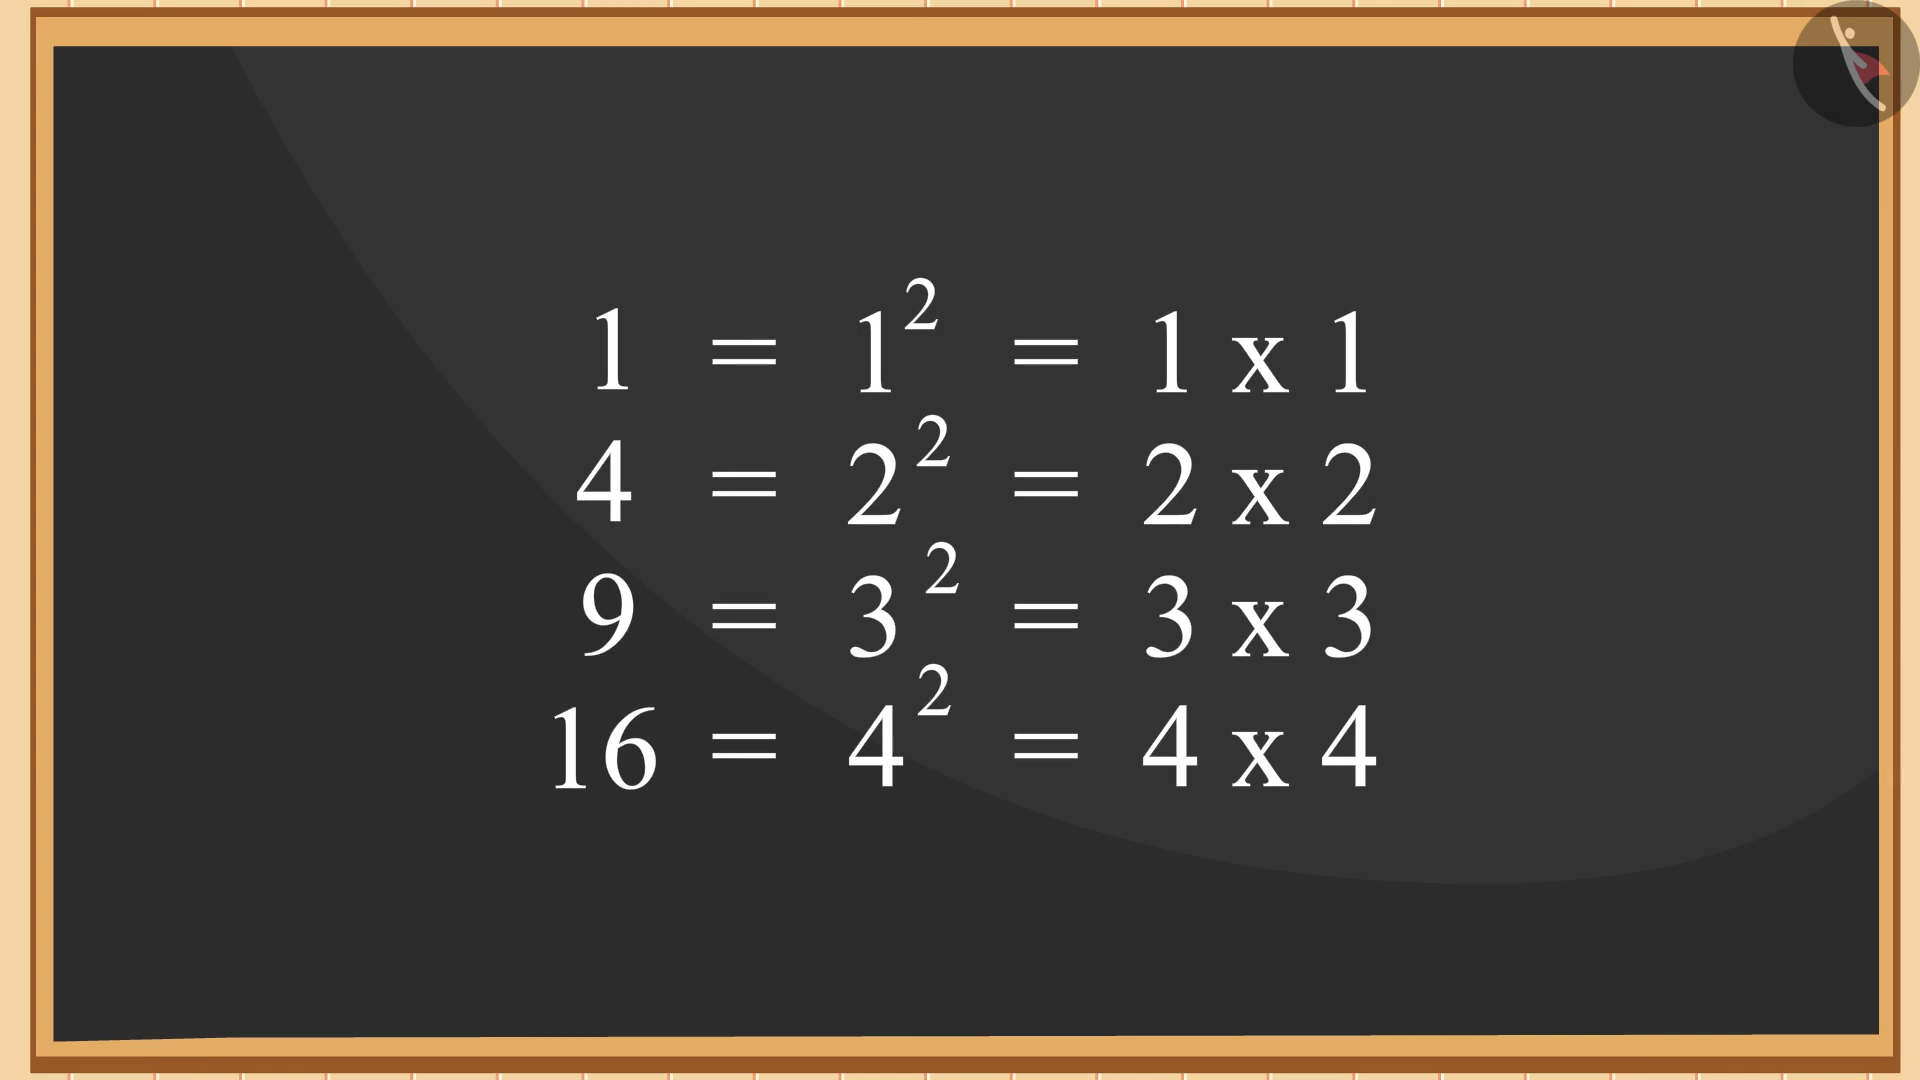 1 = 1² = 1 x 1
4 = 2² = 2 x 2
9 = 3² = 3 x 3
16 = 4² = 4 x 4